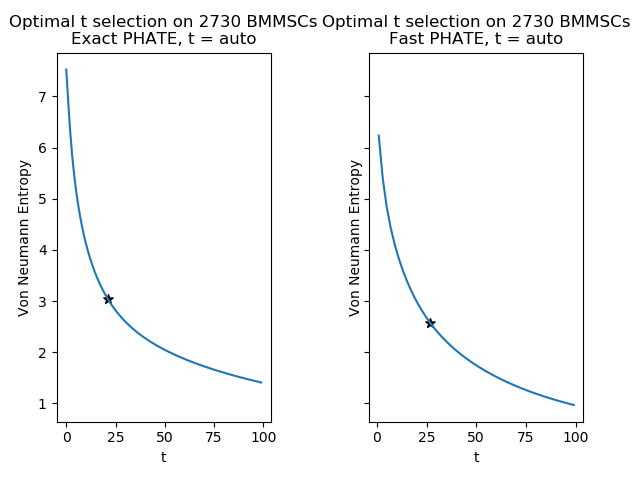 Optimal t selection on 2730 BMMSCs
Exact PHATE, t = auto
Von Neumann Entropy
7
6
5
4
3
2
1
0
25
50
75
100
t
Optimal t selection on 2730 BMMSCs
Fast PHATE, t = auto
Von Neumann Entropy
0
25
50
75
100
t